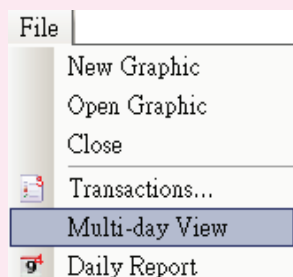 File
New Graphic
Open Graphic
Close
Transactions...
Multi-day View
Daily Report